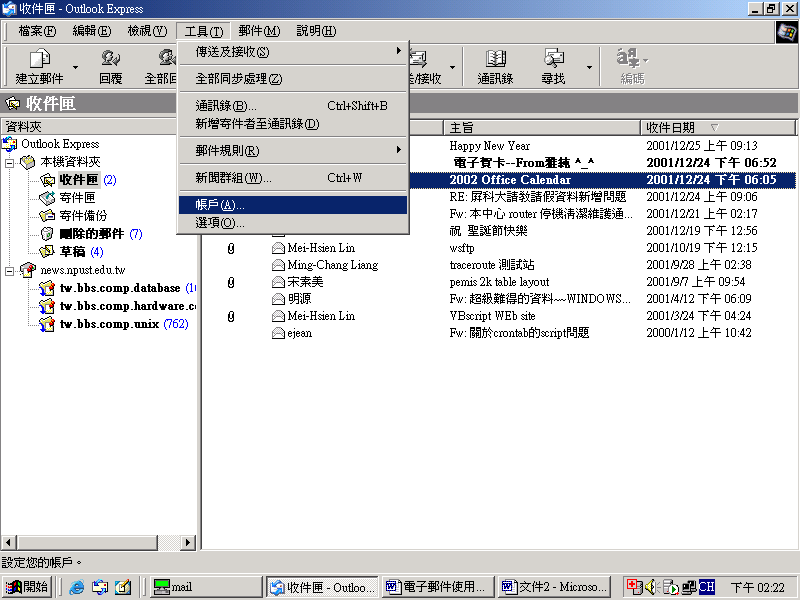 收件匣 - Outlook Express
檔案(F) 編輯(E) 檢視(V) 工具(T) 郵件(M) 說明(H)
建立郵件 回覆 全部回 送/接收 通訊錄 尋找 編碼
傳送及接收(S)
全部同步處理(Z)
通訊錄(B)... Ctrl+Shift+B
新增寄件者至通訊錄(D)
郵件規則(R)
新聞群組(W)... Ctrl+W
帳戶(A)...
選項(O)...
收件匣
資料夾
Outlook Express
本機資料夾
收件匣 (2)
寄件匣
寄件備份
刪除的郵件 (7)
草稿 (4)
news.npust.edu.tw
tw.bbs.comp.database (1
tw.bbs.comp.hardware.c
tw.bbs.comp.unix (762)
主旨 收件日期
Happy New Year 2001/12/25 上午 09:13
電子賀卡--From雅純 ^_^ 2001/12/24 下午 06:52
2002 Office Calendar 2001/12/24 下午 06:05
RE: 屏科大請教請假資料新增問題 2001/12/24 上午 09:06
Fw: 本中心 router 停機清潔維護通... 2001/12/21 上午 02:17
祝 聖誕節快樂 2001/12/19 下午 12:56
Mei-Hsien Lin wsftp 2001/10/19 下午 12:15
Ming-Chang Liang traceroute 測試站 2001/9/28 上午 02:38
宋素美 pemis 2k table layout 2001/9/7 上午 09:54
明源 Fw: 超級難得的資料~~WINDOWS... 2001/4/12 下午 06:09
Mei-Hsien Lin VBscript WEb site 2001/3/24 下午 04:24
ejean Fw: 關於crontab的script問題 2000/1/12 上午 10:42
設定您的帳戶。
開始 mail 收件匣 - Outloo... 電子郵件使用... 文件2 - Microso... CH 下午 02:22